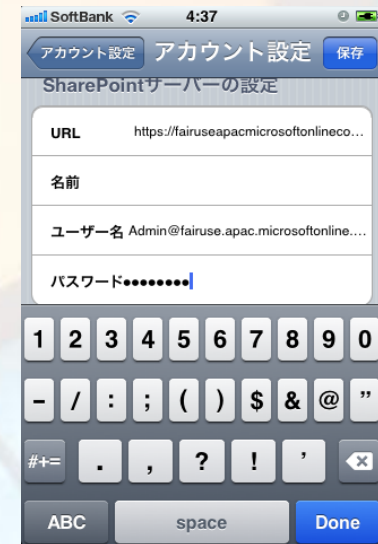 SoftBank 4:37
アカウント設定 アカウント設定 保存
SharePointサーバーの設定
URL https://fairuseapacmicrosoftonlineco...
名前
ユーザー名 Admin@fairuse.apac.microsoftonline....
パスワード••••••••
1 2 3 4 5 6 7 8 9 0
- / : ; ( ) $ & @ "
#+= . , ? ! '
ABC space Done